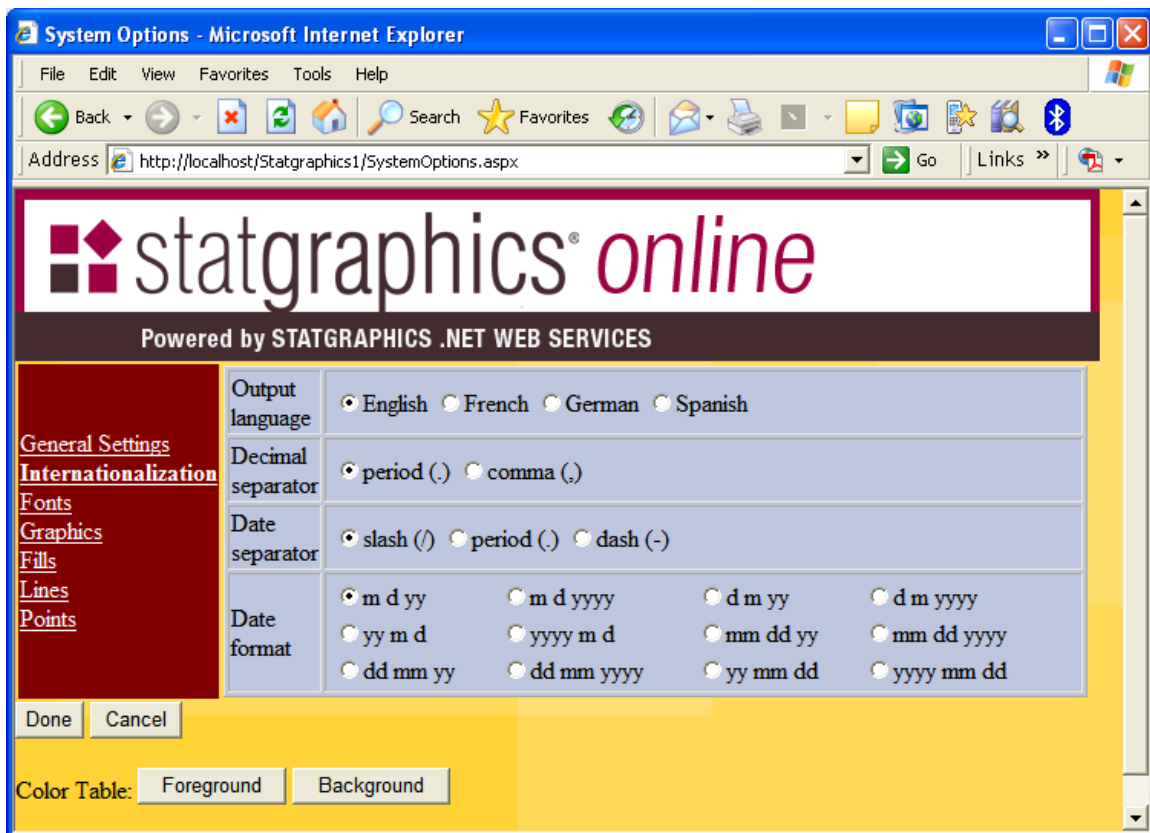 System Options - Microsoft Internet Explorer
File Edit View Favorites Tools Help
Back Search Favorites
Address http://localhost/Statgraphics1/SystemOptions.aspx Go Links »
statgraphics® online
Powered by STATGRAPHICS .NET WEB SERVICES
General Settings
Internationalization
Fonts
Graphics
Fills
Lines
Points
Output language English French German Spanish
Decimal separator period (.) comma (,)
Date separator slash (/) period (.) dash (-)
Date format
m d yy m d yyyy d m yy d m yyyy
yy m d yyyy m d mm dd yy mm dd yyyy
dd mm yy dd mm yyyy yy mm dd yyyy mm dd
Done Cancel
Color Table: Foreground Background